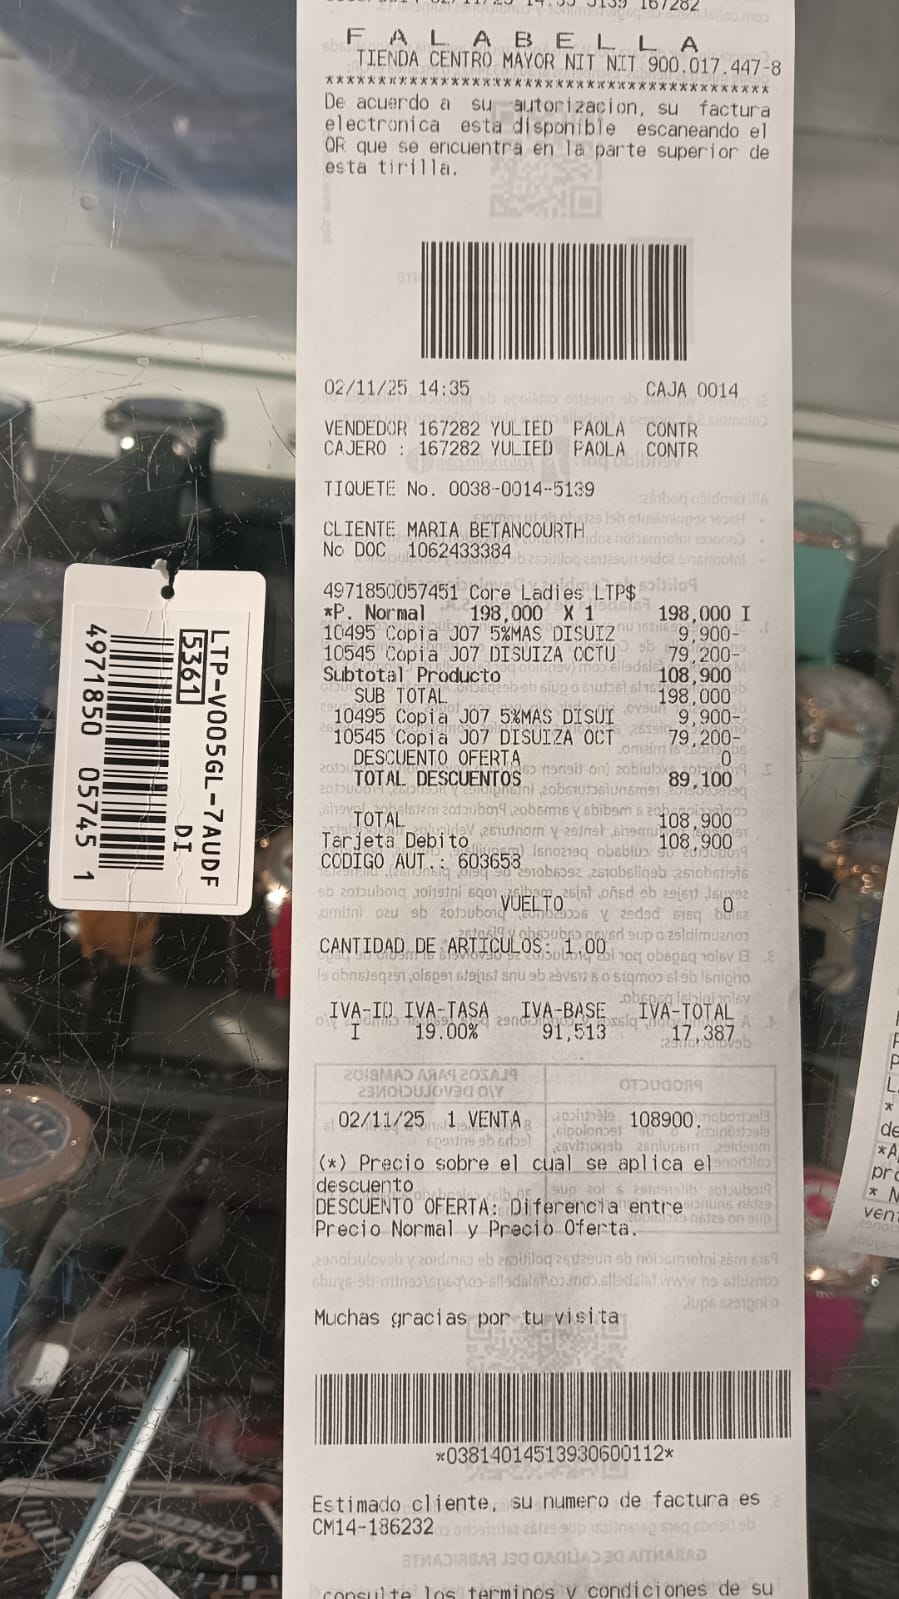 F A L A B E L L A
TIENDA CENTRO MAYOR NIT NIT 900.017.447-8
******************************************
De acuerdo a su autorizacion, su factura
electronica esta disponible escaneando el
QR que se encuentra en la parte superior de
esta tirilla.
02/11/25 14:35 CAJA 0014
VENDEDOR 167282 YULIED PAOLA CONTR
CAJERO : 167282 YULIED PAOLA CONTR
TIQUETE No. 0038-0014-5139
CLIENTE MARIA BETANCOURTH
No DOC 1062433384
4971850057451 Core Ladies LTP$
*P. Normal 198,000 X 1 198,000 I
10495 Copia J07 5%MAS DISUIZ 9,900-
10545 Copia J07 DISUIZA OCTU 79,200-
Subtotal Producto 108,900
SUB TOTAL 198,000
10495 Copia J07 5%MAS DISUI 9,900-
10545 Copia J07 DISUIZA OCT 79,200-
DESCUENTO OFERTA 0
TOTAL DESCUENTOS 89,100
TOTAL 108,900
Tarjeta Debito 108,900
CODIGO AUT.: 603653
VUELTO 0
CANTIDAD DE ARTICULOS: 1.00
IVA-ID IVA-TASA IVA-BASE IVA-TOTAL
I 19.00% 91,513 17,387
02/11/25 1 VENTA 108900.
(*) Precio sobre el cual se aplica el
descuento
DESCUENTO OFERTA: Diferencia entre
Precio Normal y Precio Oferta.
Muchas gracias por tu visita
*03814014513930600112*
Estimado cliente, su numero de factura es
CM14-186232
consulte los terminos y condiciones de su
LTP-V005GL-7AUDF
5361 DI
4971850 05745 1